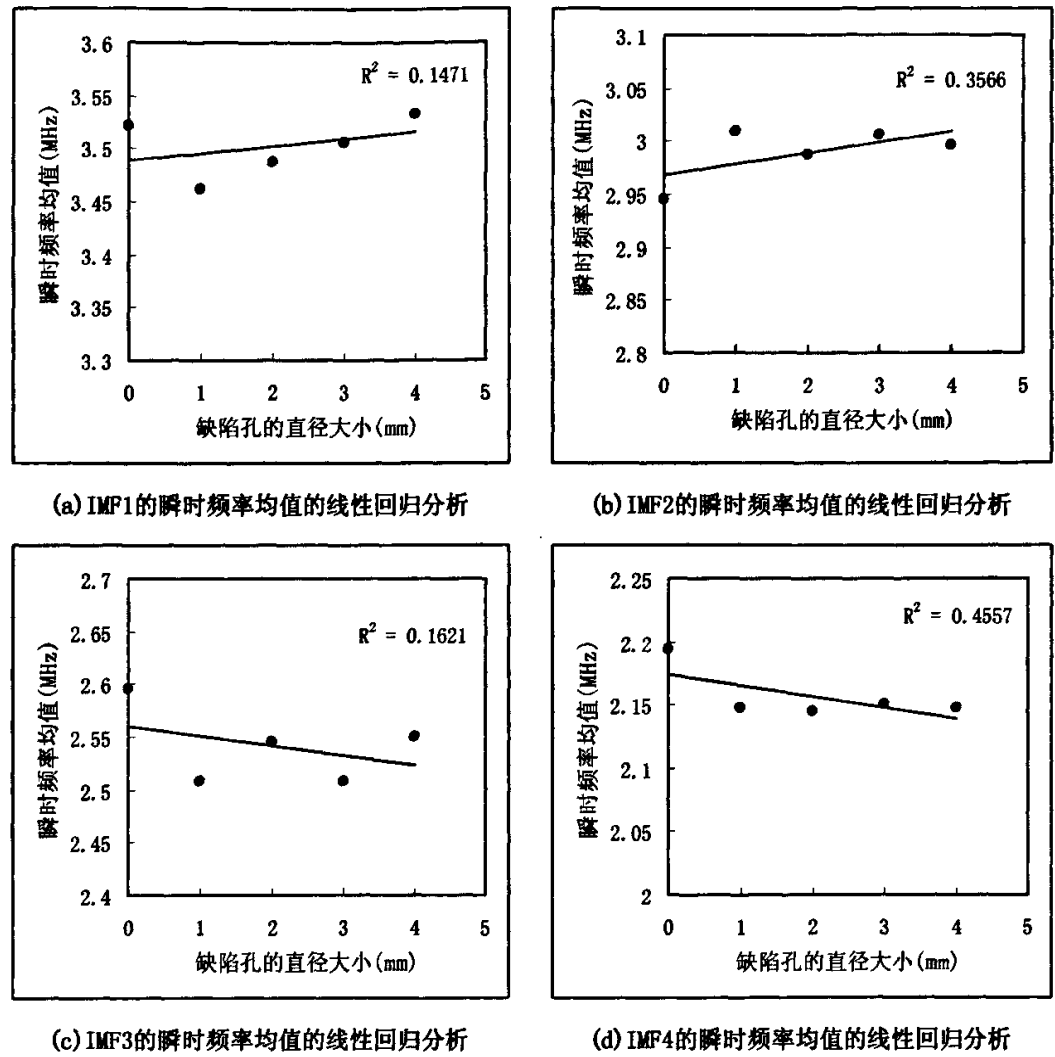 3.6
3.55
3.5
3.45
3.4
3.35
3.3
瞬时频率均值(MHz)
R² = 0.1471
0 1 2 3 4 5
缺陷孔的直径大小(mm)
(a)IMF1的瞬时频率均值的线性回归分析
3.1
3.05
3
2.95
2.9
2.85
2.8
瞬时频率均值(MHz)
R² = 0.3566
0 1 2 3 4 5
缺陷孔的直径大小(mm)
(b)IMF2的瞬时频率均值的线性回归分析
2.7
2.65
2.6
2.55
2.5
2.45
2.4
瞬时频率均值(MHz)
R² = 0.1621
0 1 2 3 4 5
缺陷孔的直径大小(mm)
(c)IMF3的瞬时频率均值的线性回归分析
2.25
2.2
2.15
2.1
2.05
2
瞬时频率均值(MHz)
R² = 0.4557
0 1 2 3 4 5
缺陷孔的直径大小(mm)
(d)IMF4的瞬时频率均值的线性回归分析